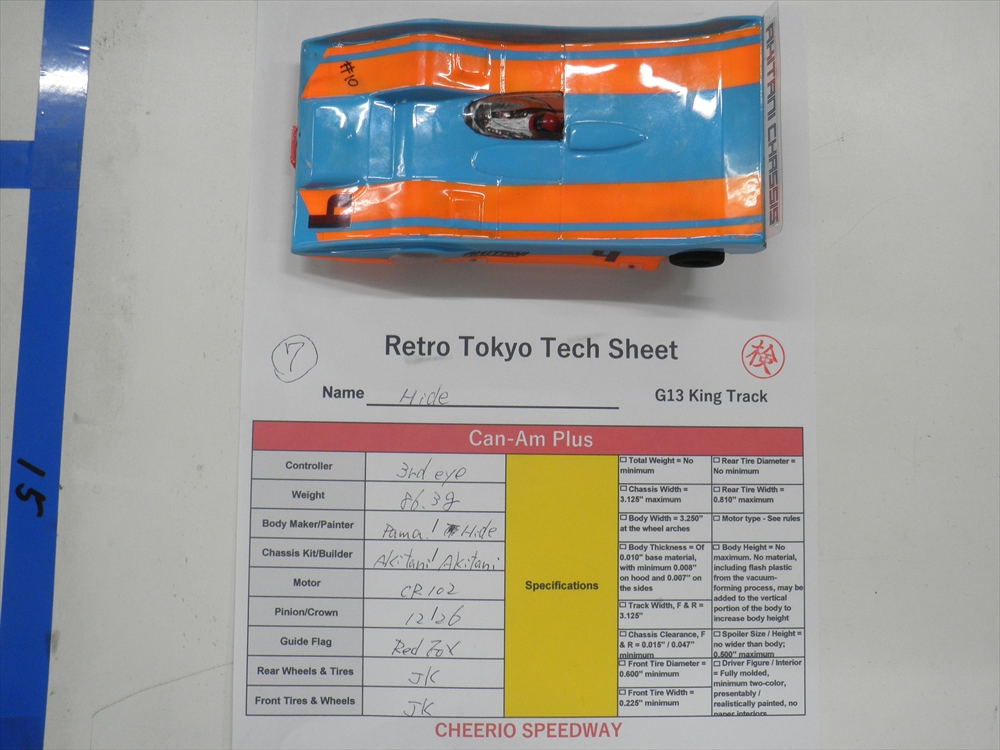 #10
4
AKITANI CHASSIS
4
15
7
Retro Tokyo Tech Sheet
検
Name Hide
G13 King Track
Can-Am Plus
Controller 3rd eye
Weight 86.3g
Body Maker/Painter Pama / Hide
Chassis Kit/Builder Akitani / Akitani
Motor CR102
Pinion/Crown 12/26
Guide Flag Red Fox
Rear Wheels & Tires JK
Front Tires & Wheels JK
Specifications
☐ Total Weight = No
minimum
☐ Chassis Width =
3.125" maximum
☐ Body Width = 3.250"
at the wheel arches
☐ Body Thickness = Of
0.010" base material,
with minimum 0.008"
on hood and 0.007" on
the sides
☐ Track Width, F & R =
3.125"
☐ Chassis Clearance, F
& R = 0.015" / 0.047"
minimum
☐ Front Tire Diameter =
0.600" minimum
☐ Front Tire Width =
0.225" minimum
☐ Rear Tire Diameter =
No minimum
☐ Rear Tire Width =
0.810" maximum
☐ Motor type - See rules
☐ Body Height = No
maximum. No material,
including flash plastic
from the vacuum-
forming process, may be
added to the vertical
portion of the body to
increase body height
☐ Spoiler Size / Height =
no wider than body;
0.500" maximum
☐ Driver Figure / Interior
= Fully molded,
minimum two-color,
presentably /
realistically painted, no
paper interiors
CHEERIO SPEEDWAY